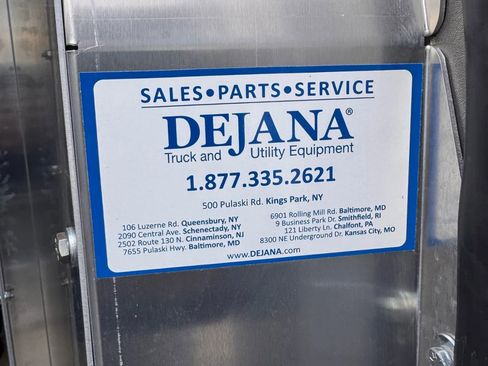 SALES•PARTS•SERVICE
DEJANA®
Truck and Utility Equipment
1.877.335.2621
500 Pulaski Rd. Kings Park, NY
106 Luzerne Rd. Queensbury, NY
2090 Central Ave. Schenectady, NY
2502 Route 130 N. Cinnaminson, NJ
7655 Pulaski Hwy. Baltimore, MD
6901 Rolling Mill Rd. Baltimore, MD
9 Business Park Dr. Smithfield, RI
121 Liberty Ln. Chalfont, PA
8300 NE Underground Dr. Kansas City, MO
www.DEJANA.com